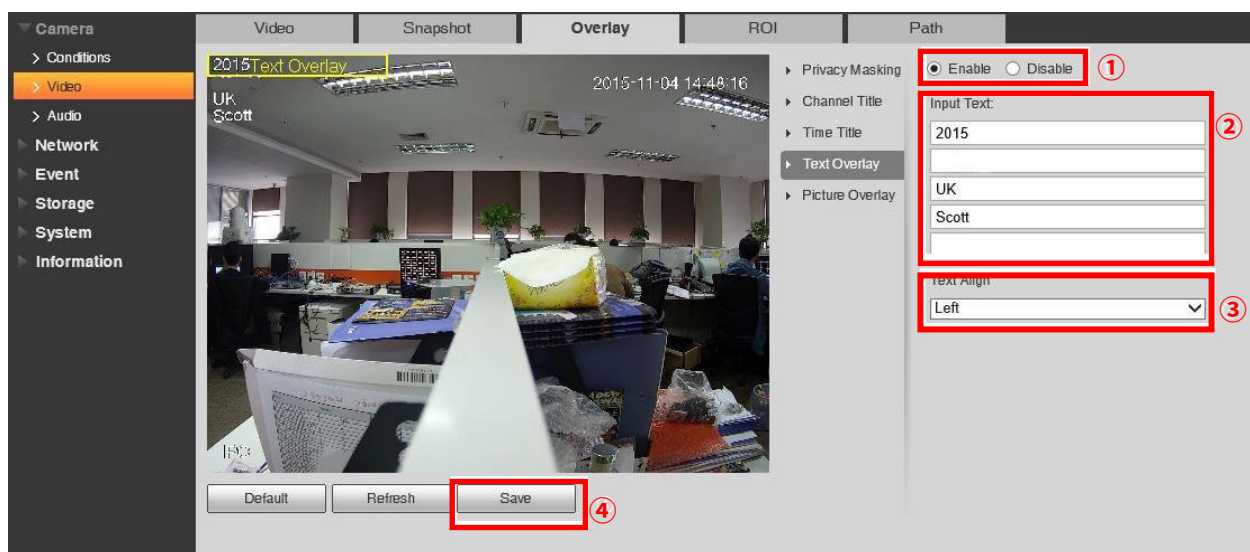 Camera
Conditions
Video
Audio
Network
Event
Storage
System
Information
Video Snapshot Overlay ROI Path
2015Text Overlay
2015-11-04 14:48:16
UK
Scott
IPC
Default Refresh Save ④
Privacy Masking
Channel Title
Time Title
Text Overlay
Picture Overlay
Enable Disable ①
Input Text: ②
2015
UK
Scott
Text Align
Left ③